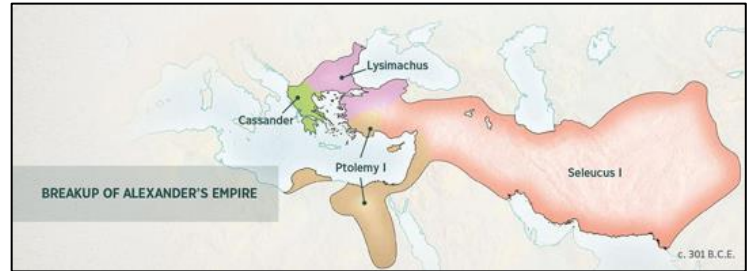 Lysimachus
Cassander
Ptolemy I
Seleucus I
BREAKUP OF ALEXANDER'S EMPIRE
c. 301 B.C.E.